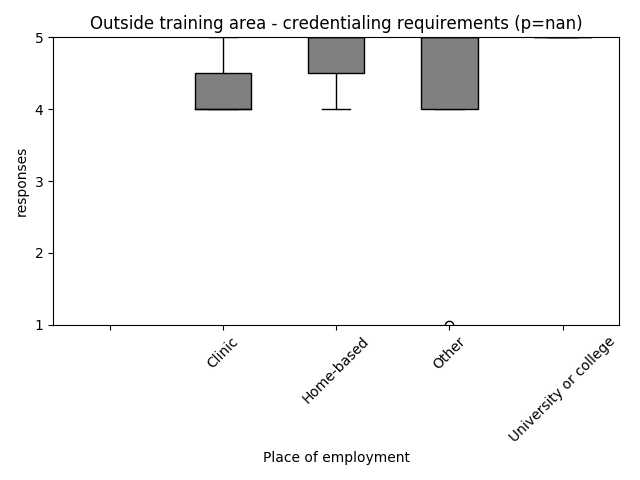 Outside training area - credentialing requirements (p=nan)
5
4
3
2
1
responses
Clinic
Home-based
Other
University or college
Place of employment